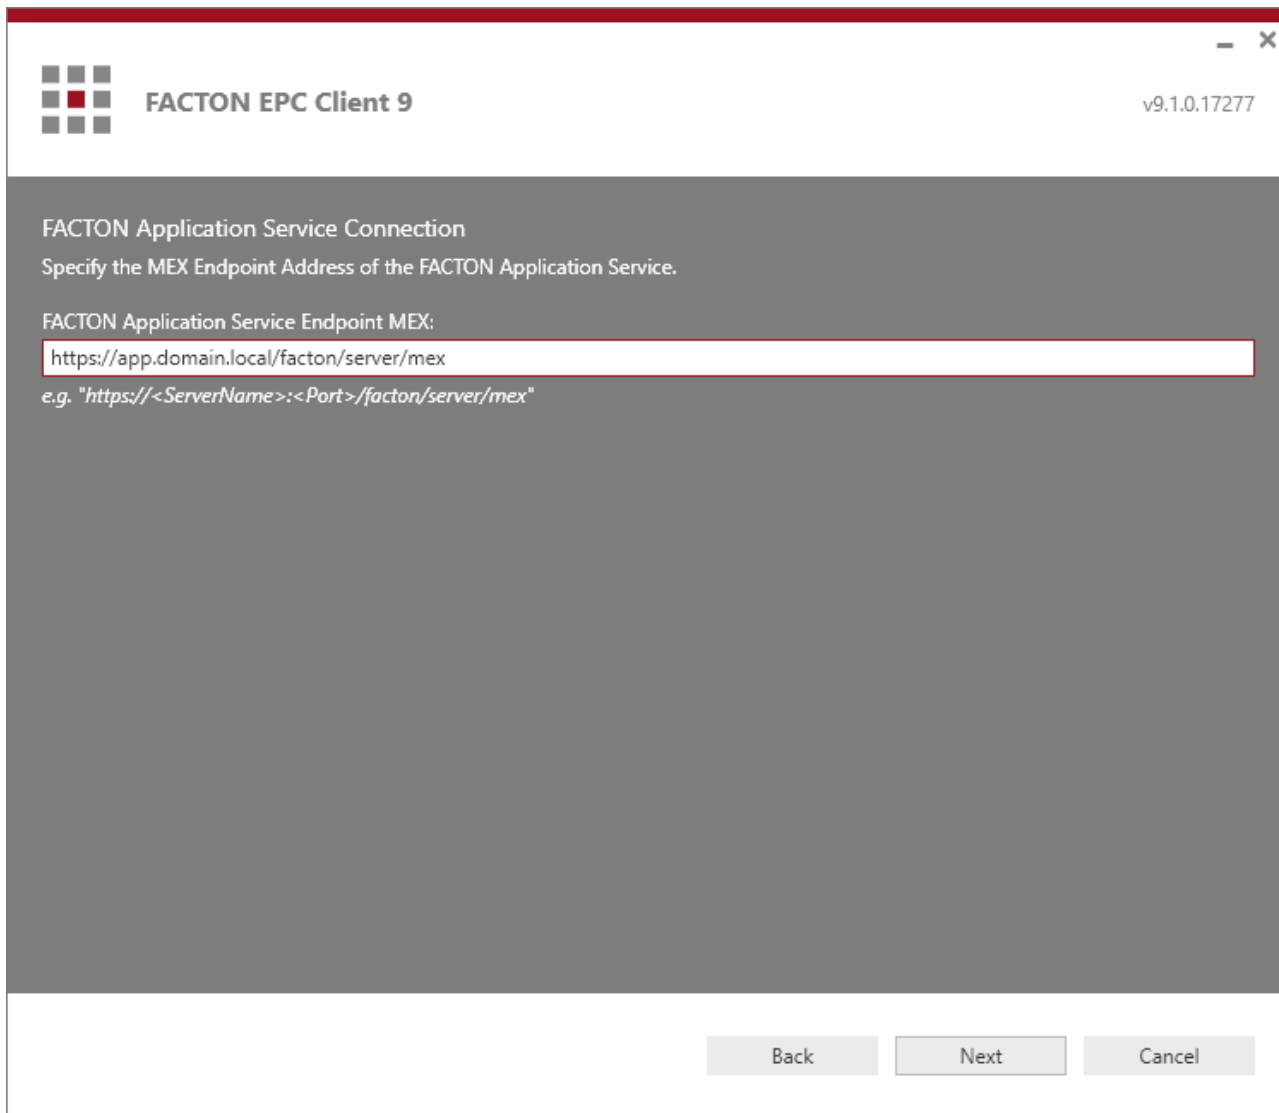 FACTON EPC Client 9
v9.1.0.17277
FACTON Application Service Connection
Specify the MEX Endpoint Address of the FACTON Application Service.
FACTON Application Service Endpoint MEX:
https://app.domain.local/facton/server/mex
e.g. "https://<ServerName>:<Port>/facton/server/mex"
Back Next Cancel